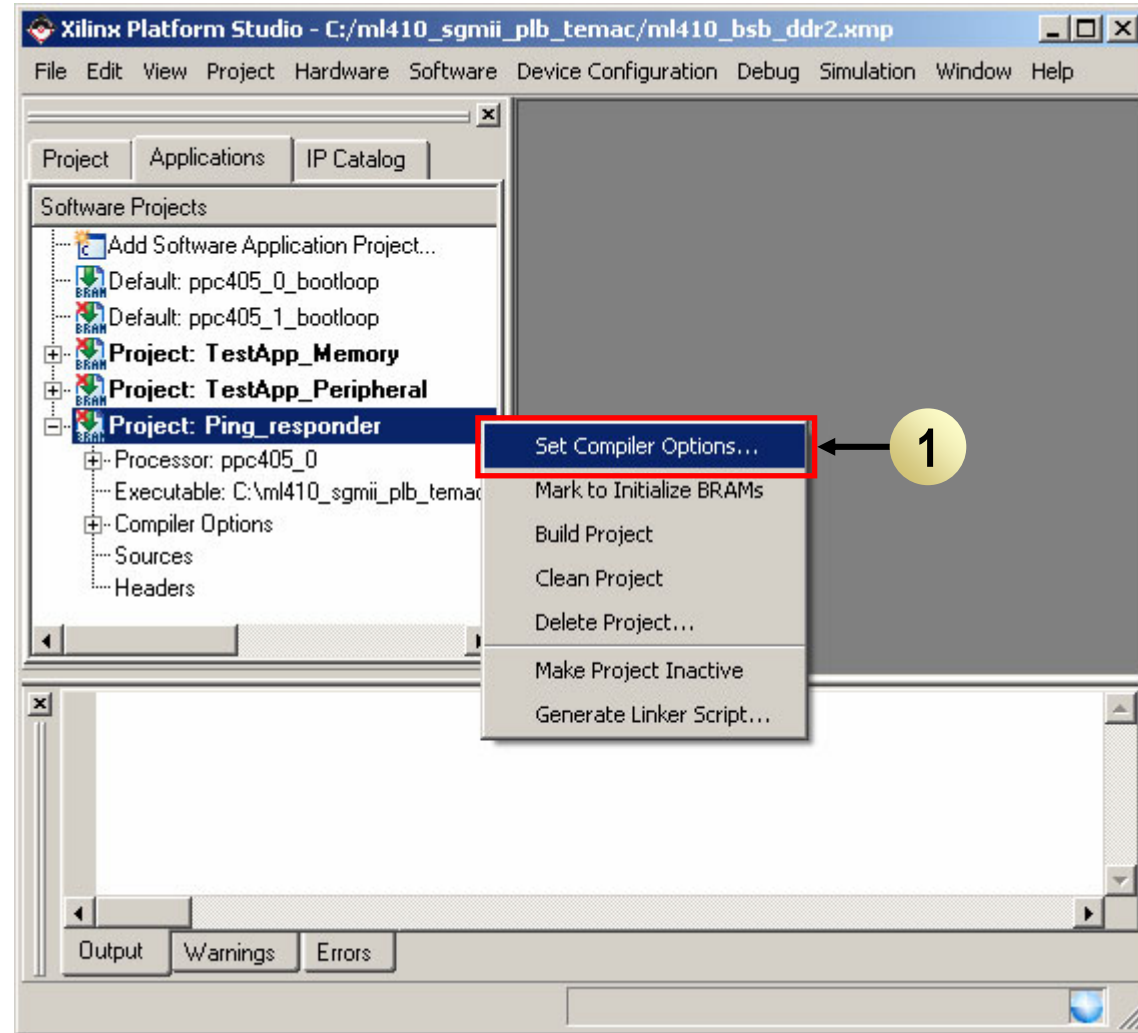 Xilinx Platform Studio - C:/ml410_sgmii_plb_temac/ml410_bsb_ddr2.xmp
File Edit View Project Hardware Software Device Configuration Debug Simulation Window Help
Project Applications IP Catalog
Software Projects
Add Software Application Project...
Default: ppc405_0_bootloop
Default: ppc405_1_bootloop
Project: TestApp_Memory
Project: TestApp_Peripheral
Project: Ping_responder
Processor: ppc405_0
Executable: C:\ml410_sgmii_plb_temac
Compiler Options
Sources
Headers
Set Compiler Options...
1
Mark to Initialize BRAMs
Build Project
Clean Project
Delete Project...
Make Project Inactive
Generate Linker Script...
Output Warnings Errors